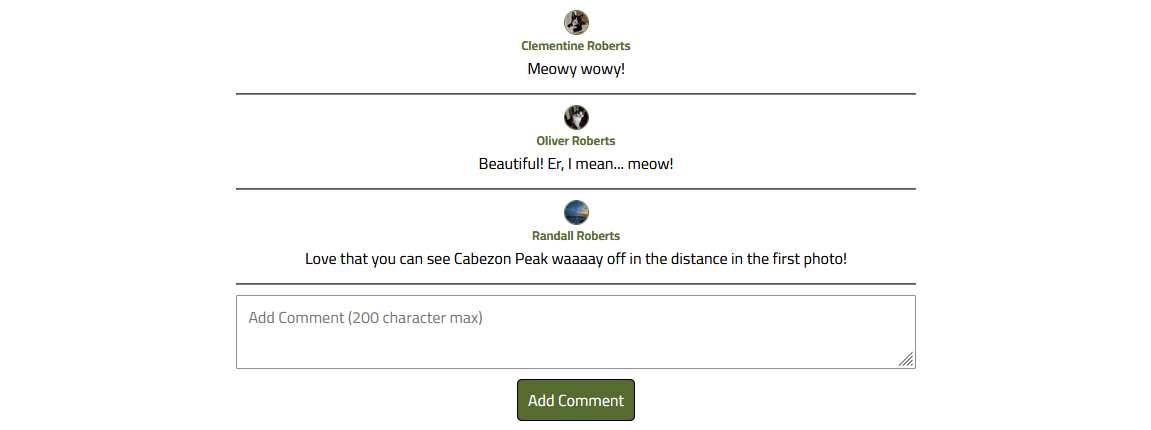 Clementine Roberts
Meowy wowy!
Oliver Roberts
Beautiful! Er, I mean... meow!
Randall Roberts
Love that you can see Cabezon Peak waaaay off in the distance in the first photo!
Add Comment (200 character max)
Add Comment